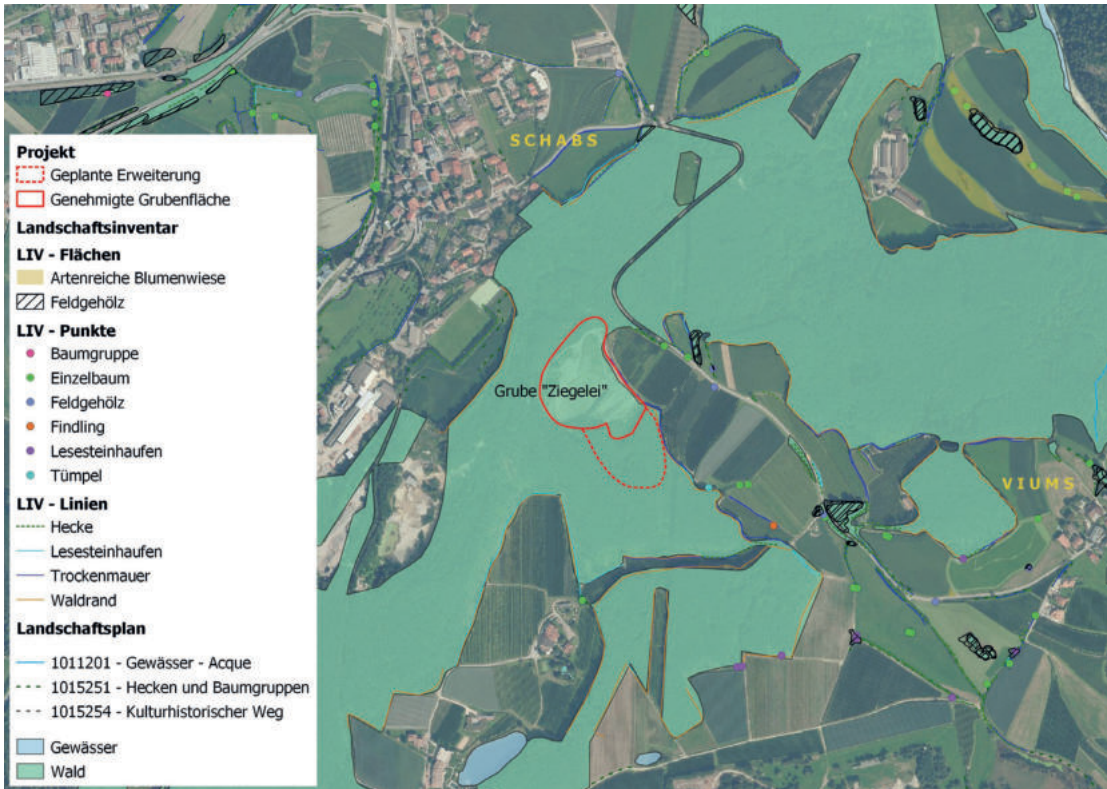 Projekt
Geplante Erweiterung
Genehmigte Grubenfläche
Landschaftsinventar
LIV - Flächen
Artenreiche Blumenwiese
Feldgehölz
LIV - Punkte
Baumgruppe
Einzelbaum
Feldgehölz
Findling
Lesesteinhaufen
Tümpel
LIV - Linien
Hecke
Lesesteinhaufen
Trockenmauer
Waldrand
Landschaftsplan
1011201 - Gewässer - Acque
1015251 - Hecken und Baumgruppen
1015254 - Kulturhistorischer Weg
Gewässer
Wald
SCHABS
Grube "Ziegelei"
VIUMS